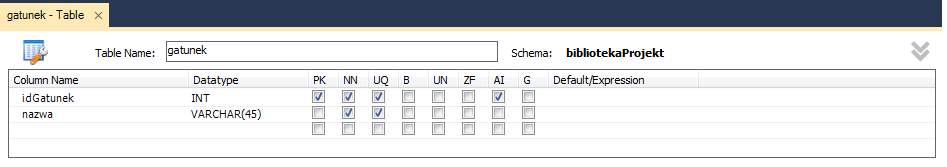 gatunek - Table ×
Table Name: gatunek Schema: bibliotekaProjekt
Column Name Datatype PK NN UQ B UN ZF AI G Default/Expression
idGatunek INT
nazwa VARCHAR(45)